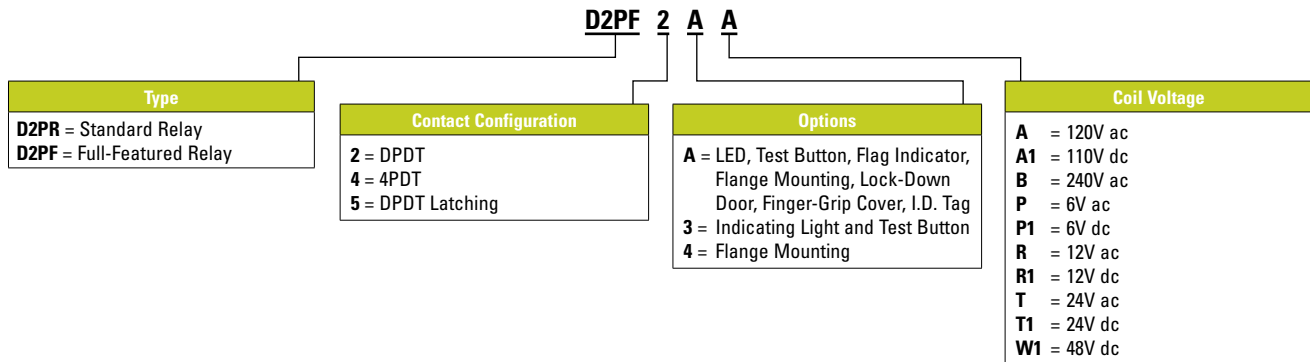 D2PF 2 A A
Type
D2PR = Standard Relay
D2PF = Full-Featured Relay
Contact Configuration
2 = DPDT
4 = 4PDT
5 = DPDT Latching
Options
A = LED, Test Button, Flag Indicator,
Flange Mounting, Lock-Down
Door, Finger-Grip Cover, I.D. Tag
3 = Indicating Light and Test Button
4 = Flange Mounting
Coil Voltage
A = 120V ac
A1 = 110V dc
B = 240V ac
P = 6V ac
P1 = 6V dc
R = 12V ac
R1 = 12V dc
T = 24V ac
T1 = 24V dc
W1 = 48V dc